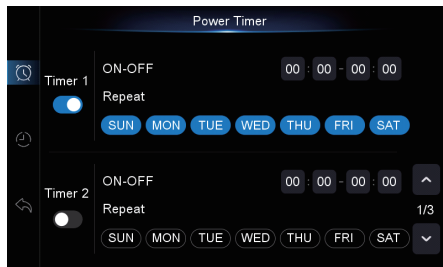 Power Timer
Timer 1
ON-OFF 00 : 00 - 00 : 00
Repeat
SUN MON TUE WED THU FRI SAT
Timer 2
ON-OFF 00 : 00 - 00 : 00
Repeat
1/3
SUN MON TUE WED THU FRI SAT